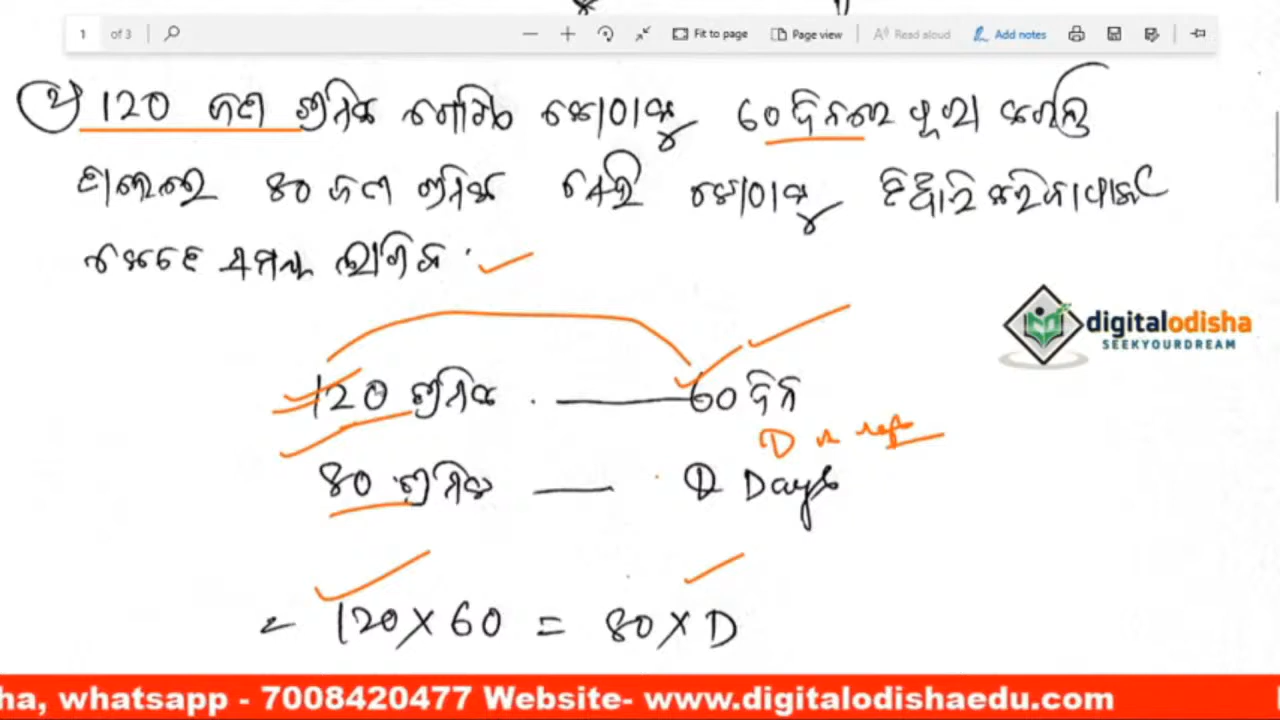 1 of 3 Fit to page Page view Read aloud Add notes
120 ଜଣ ଶ୍ରମିକ ଗୋଟିଏ କୋଠାକୁ 60 ଦିନରେ ପୁରା କଲେ
ତାହାଲେ 80 ଜଣ ଶ୍ରମିକ ସେହି କୋଠାକୁ ତିଆରି କରିବା ପାଇଁ
କେତେ ସମୟ ଲାଗିବ
digitalodisha
SEEKYOURDREAM
120 ଶ୍ରମିକ — 60 ଦିନ
D
80 ଶ୍ରମିକ — D Days
= 120 X 60 = 80 X D
ha, whatsapp - 7008420477 Website- www.digitalodishaedu.com